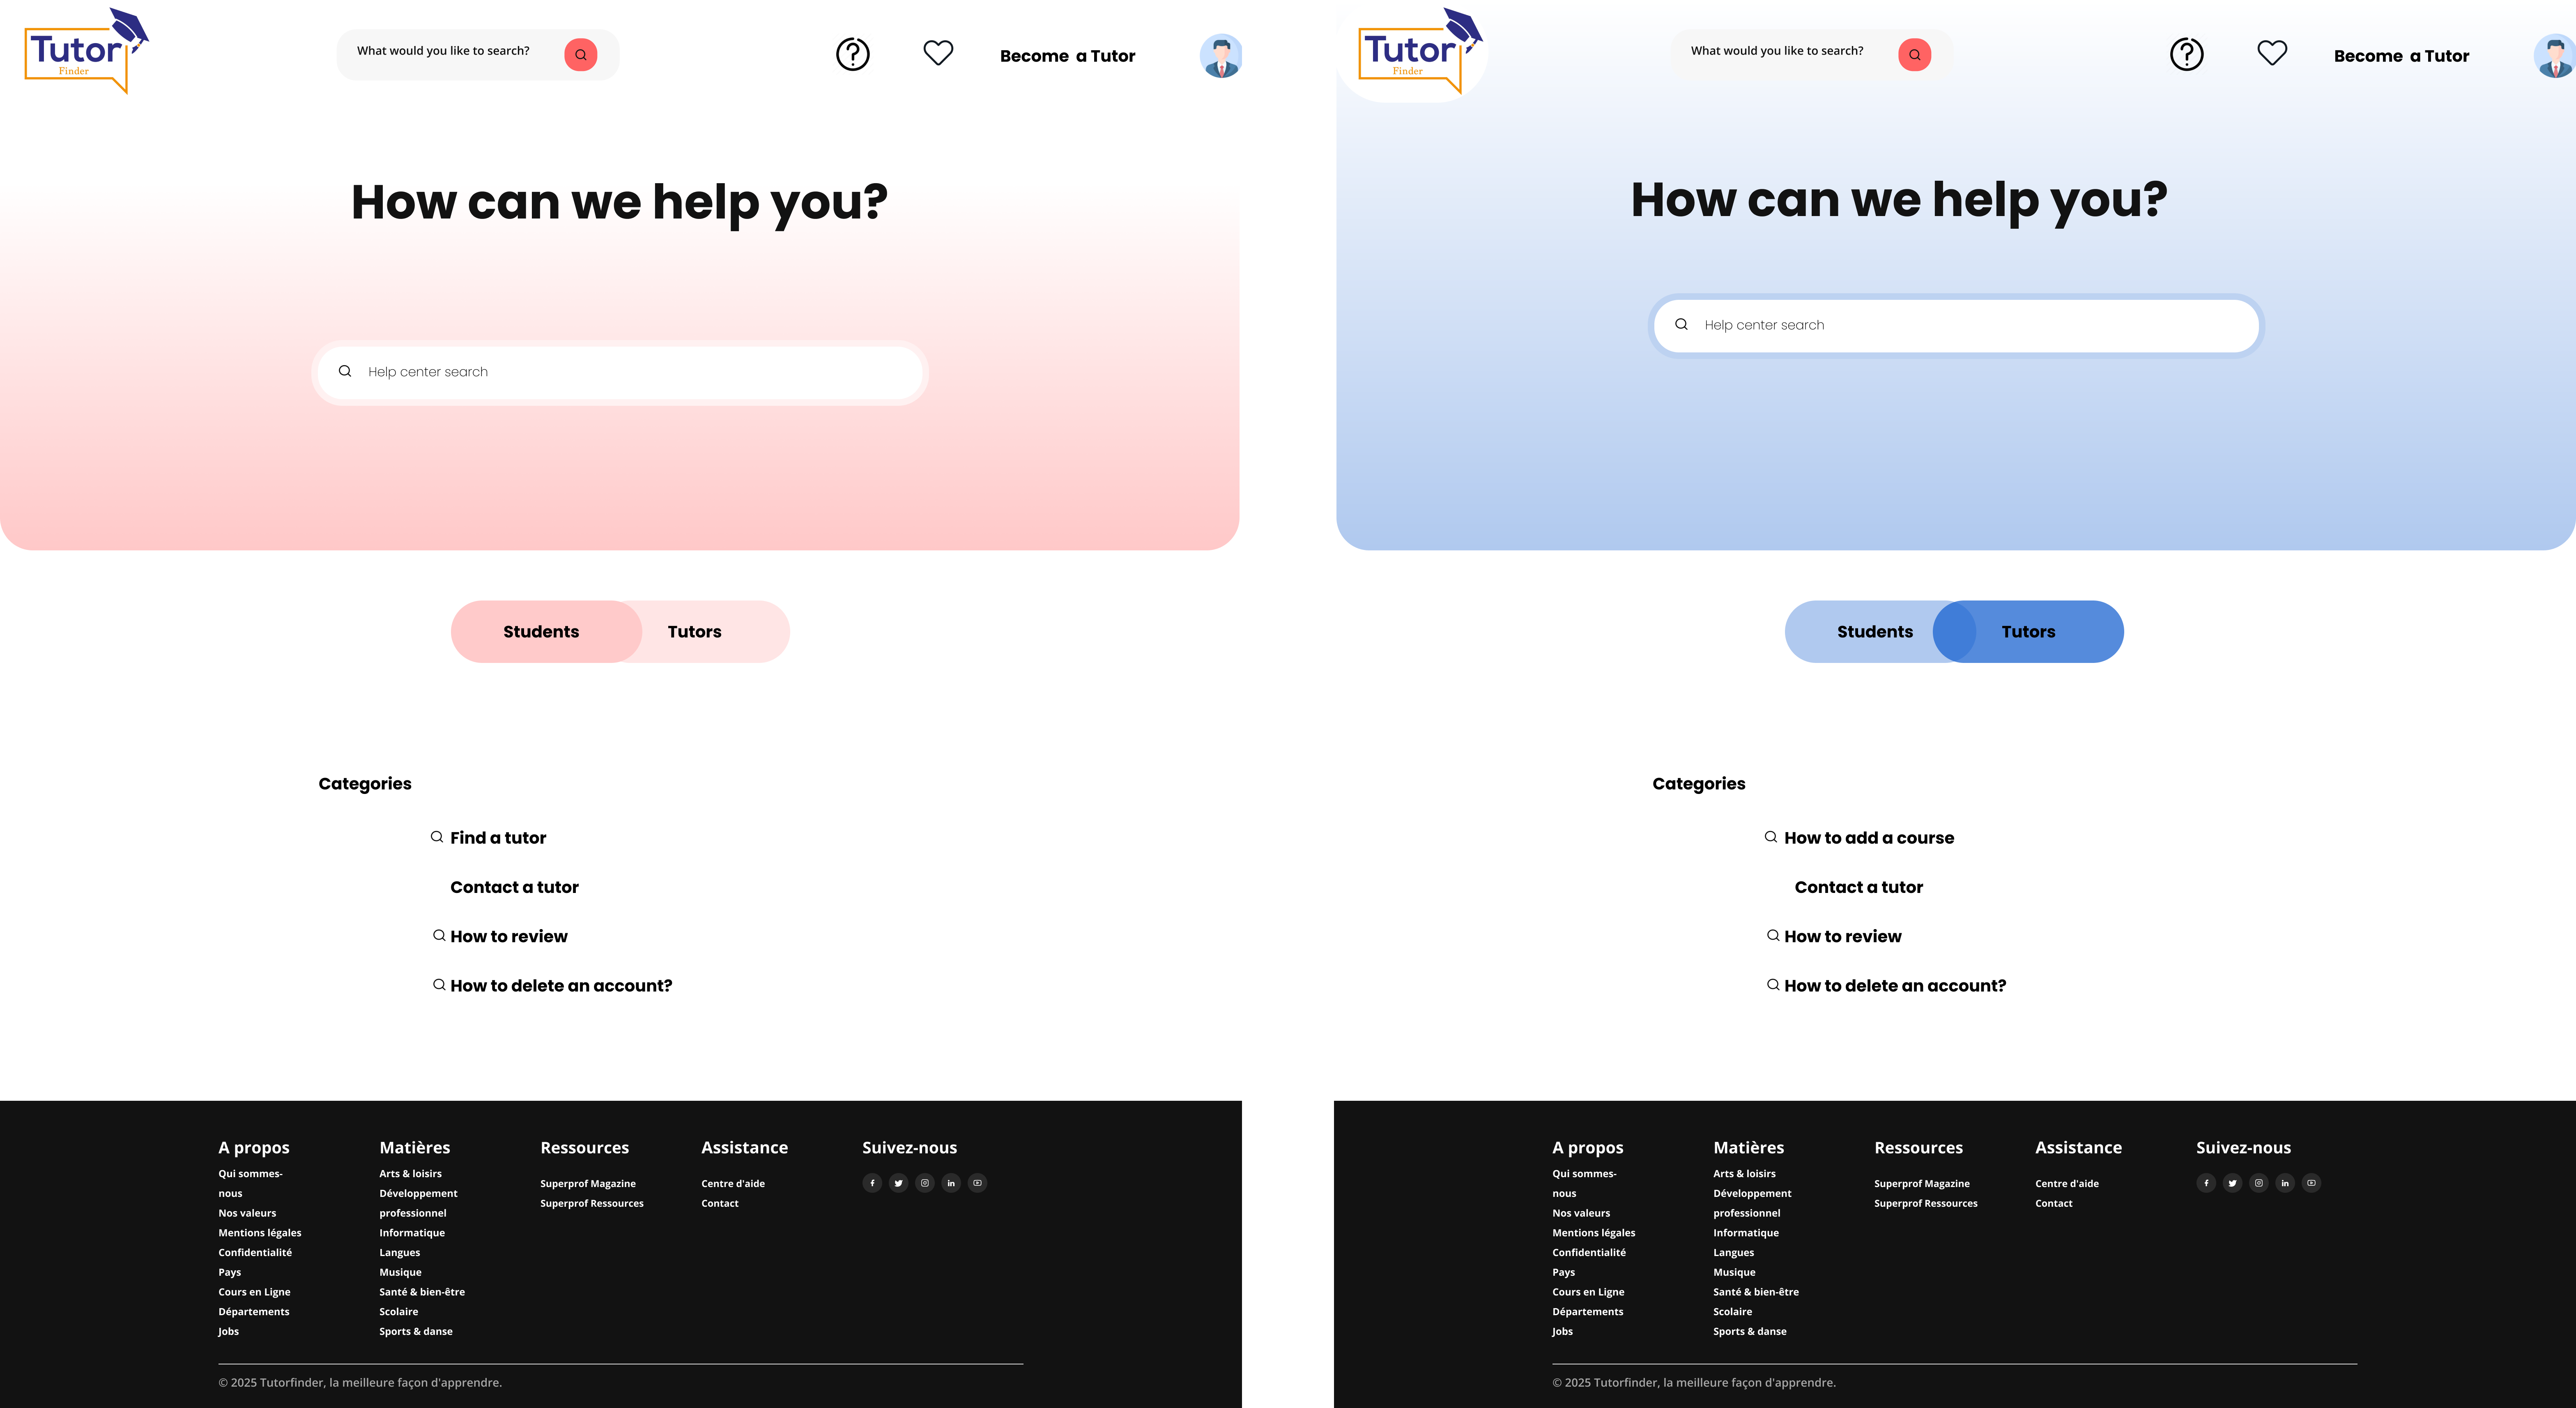 Tutor
Finder
What would you like to search?
Become a Tutor
How can we help you?
Help center search
Students
Tutors
Categories
Find a tutor
Contact a tutor
How to review
How to delete an account?
A propos
Qui sommes-
nous
Nos valeurs
Mentions légales
Confidentialité
Pays
Cours en Ligne
Départements
Jobs
Matières
Arts & loisirs
Développement
professionnel
Informatique
Langues
Musique
Santé & bien-être
Scolaire
Sports & danse
Ressources
Superprof Magazine
Superprof Ressources
Assistance
Centre d'aide
Contact
Suivez-nous
© 2025 Tutorfinder, la meilleure façon d'apprendre.
Tutor
Finder
What would you like to search?
Become a Tutor
How can we help you?
Help center search
Students
Tutors
Categories
How to add a course
Contact a tutor
How to review
How to delete an account?
A propos
Qui sommes-
nous
Nos valeurs
Mentions légales
Confidentialité
Pays
Cours en Ligne
Départements
Jobs
Matières
Arts & loisirs
Développement
professionnel
Informatique
Langues
Musique
Santé & bien-être
Scolaire
Sports & danse
Ressources
Superprof Magazine
Superprof Ressources
Assistance
Centre d'aide
Contact
Suivez-nous
© 2025 Tutorfinder, la meilleure façon d'apprendre.